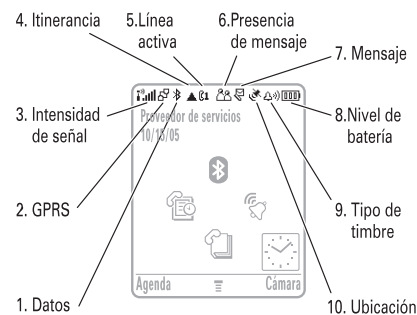 4. Itinerancia
5.Línea
activa
6.Presencia
de mensaje
7. Mensaje
3. Intensidad
de señal
8.Nivel de
batería
Proveedor de servicios
10/15/05
2. GPRS
9. Tipo de
timbre
1. Datos
Agenda
Cámara
10. Ubicación